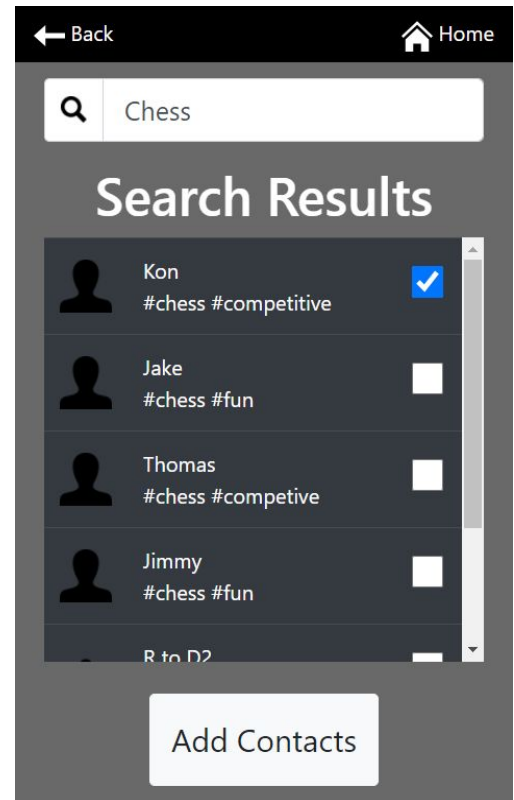 Back Home
Chess
Search Results
Kon
#chess #competitive
Jake
#chess #fun
Thomas
#chess #competive
Jimmy
#chess #fun
R to D2
Add Contacts